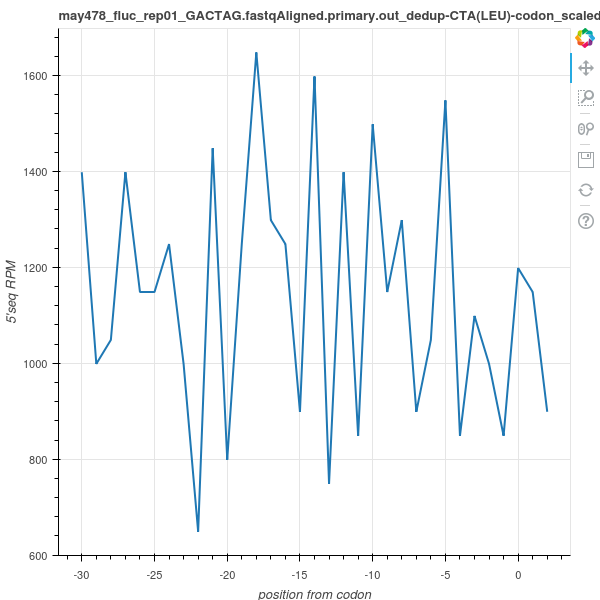 may478_fluc_rep01_GACTAG.fastqAligned.primary.out_dedup-CTA(LEU)-codon_scaled
1600
1400
1200
1000
800
600
5'seq RPM
-30 -25 -20 -15 -10 -5 0
position from codon